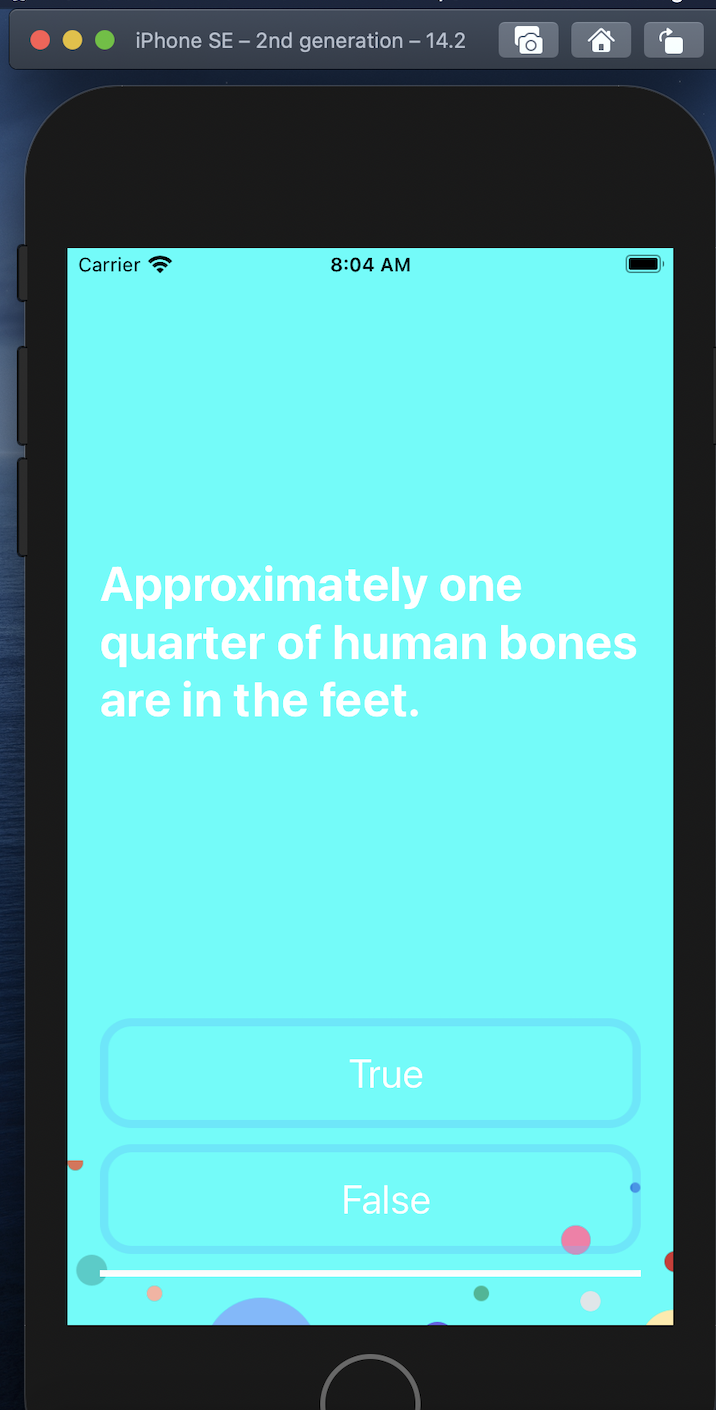 iPhone SE – 2nd generation – 14.2
Carrier 8:04 AM
Approximately one
quarter of human bones
are in the feet.
True
False